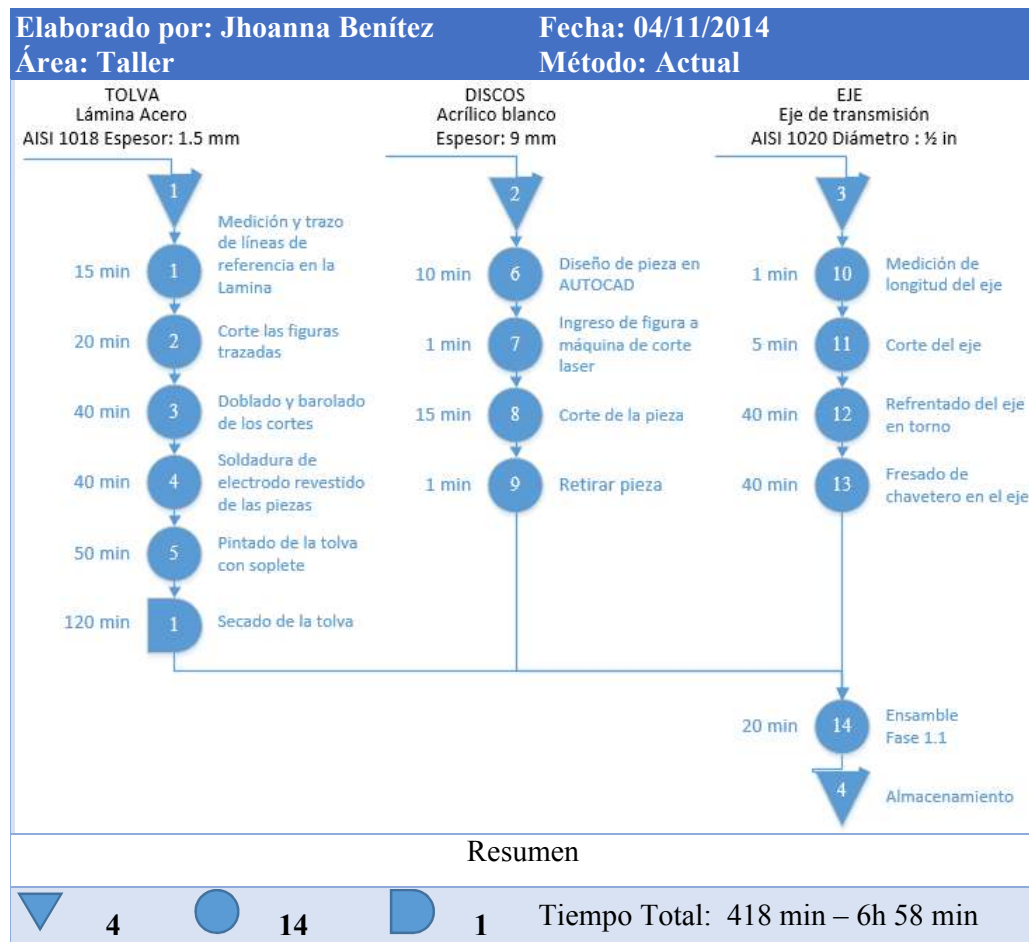 Elaborado por: Jhoanna Benítez Fecha: 04/11/2014
Área: Taller Método: Actual
TOLVA
Lámina Acero
AISI 1018 Espesor: 1.5 mm
DISCOS
Acrílico blanco
Espesor: 9 mm
EJE
Eje de transmisión
AISI 1020 Diámetro : ½ in
1
15 min
1
Medición y trazo
de líneas de
referencia en la
Lamina
20 min
2
Corte las figuras
trazadas
40 min
3
Doblado y barolado
de los cortes
40 min
4
Soldadura de
electrodo revestido
de las piezas
50 min
5
Pintado de la tolva
con soplete
120 min
1
Secado de la tolva
2
10 min
6
Diseño de pieza en
AUTOCAD
1 min
7
Ingreso de figura a
máquina de corte
laser
15 min
8
Corte de la pieza
1 min
9
Retirar pieza
3
1 min
10
Medición de
longitud del eje
5 min
11
Corte del eje
40 min
12
Refrentado del eje
en torno
40 min
13
Fresado de
chavetero en el eje
20 min
14
Ensamble
Fase 1.1
4
Almacenamiento
Resumen
4 14 1 Tiempo Total: 418 min – 6h 58 min